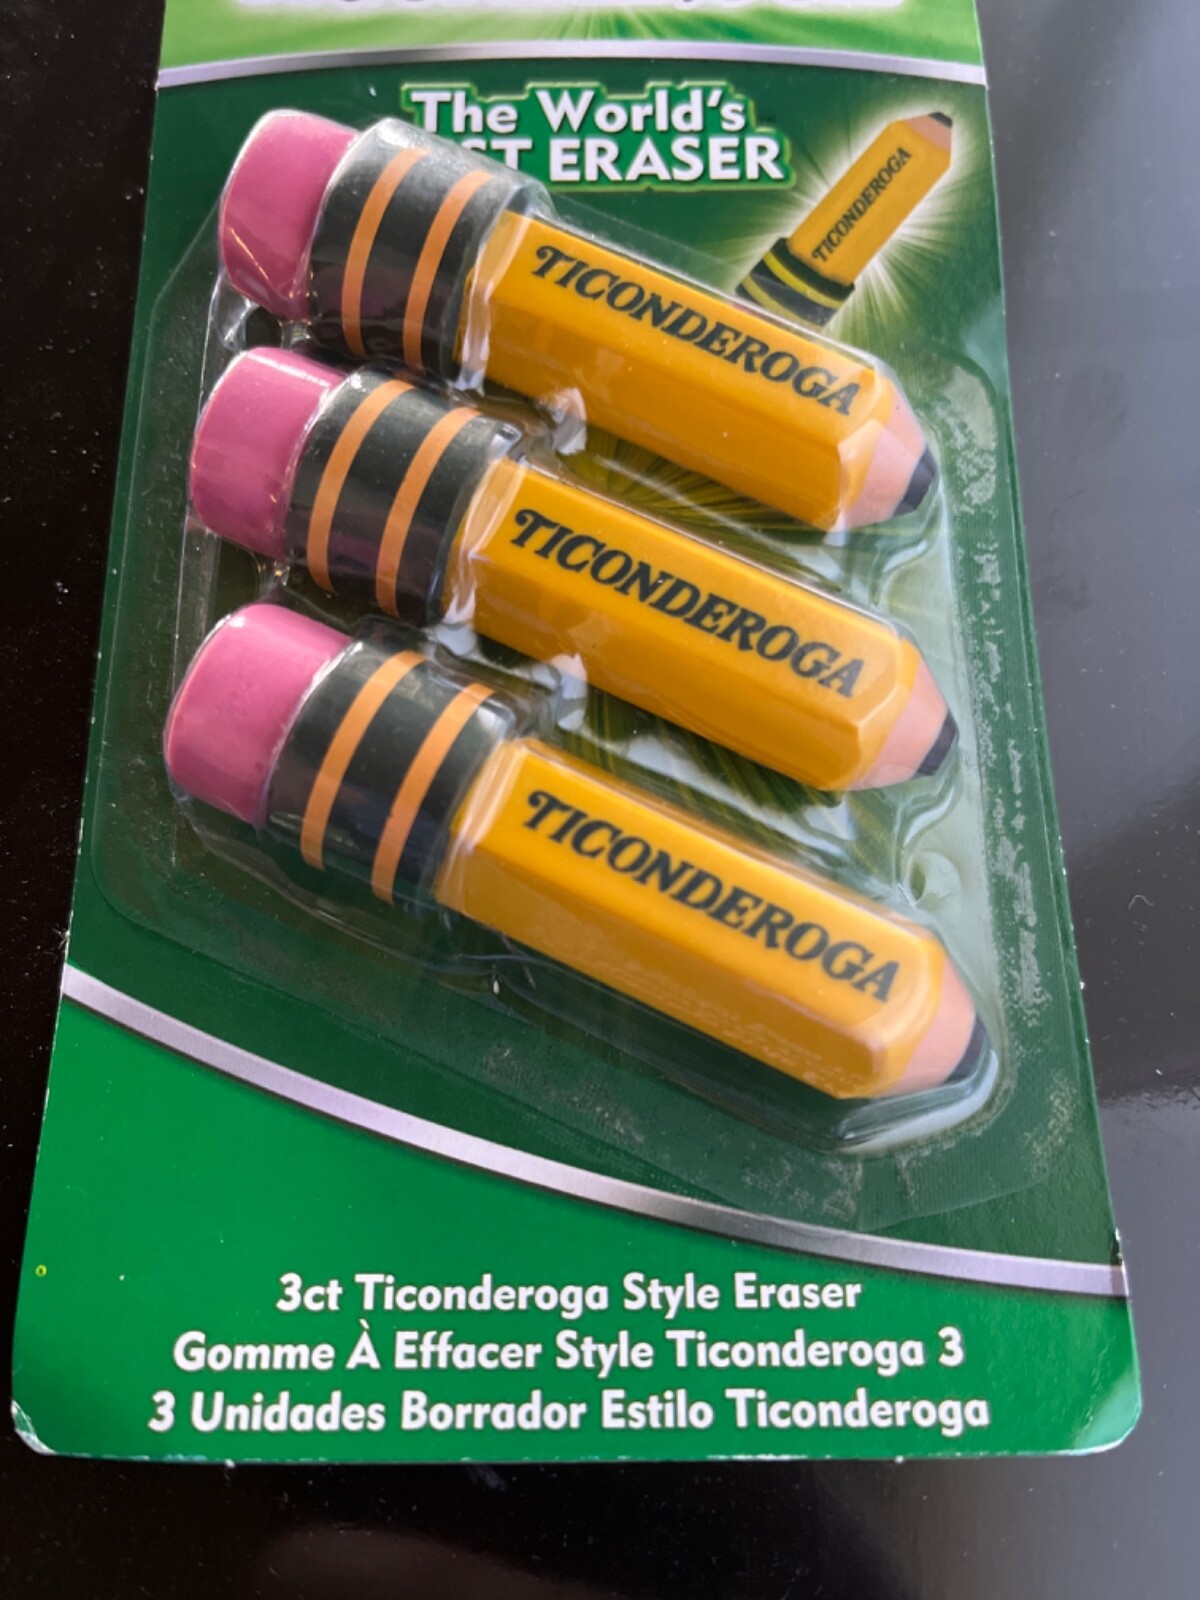 The World's
ERASER
TICONDEROGA
TICONDEROGA
TICONDEROGA
TICONDEROGA
3ct Ticonderoga Style Eraser
Gomme À Effacer Style Ticonderoga 3
3 Unidades Borrador Estilo Ticonderoga